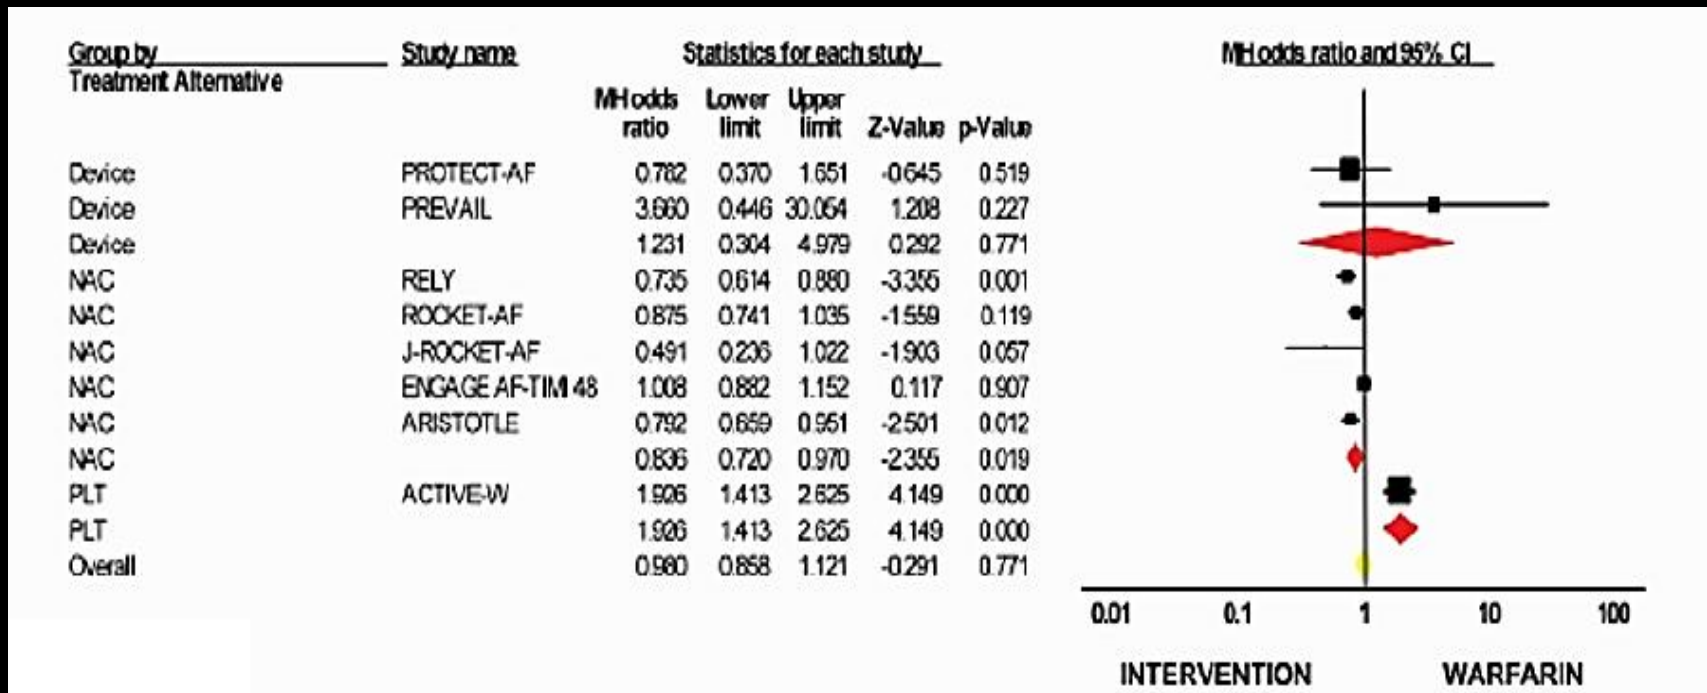 Group by Study name Statistics for each study MH odds ratio and 95% CI
Treatment Alternative
MH odds Lower Upper
ratio limit limit Z-Value p-Value
Device PROTECT-AF 0.782 0.370 1.651 -0.645 0.519
Device PREVAIL 3.660 0.446 30.054 1.208 0.227
Device 1.231 0.304 4.979 0.292 0.771
NAC RELY 0.735 0.614 0.880 -3.355 0.001
NAC ROCKET-AF 0.875 0.741 1.035 -1.559 0.119
NAC J-ROCKET-AF 0.491 0.236 1.022 -1.903 0.057
NAC ENGAGE AF-TIMI 48 1.008 0.882 1.152 0.117 0.907
NAC ARISTOTLE 0.792 0.659 0.951 -2.501 0.012
NAC 0.836 0.720 0.970 -2.355 0.019
PLT ACTIVE-W 1.926 1.413 2.625 4.149 0.000
PLT 1.926 1.413 2.625 4.149 0.000
Overall 0.980 0.858 1.121 -0.291 0.771
0.01 0.1 1 10 100
INTERVENTION WARFARIN